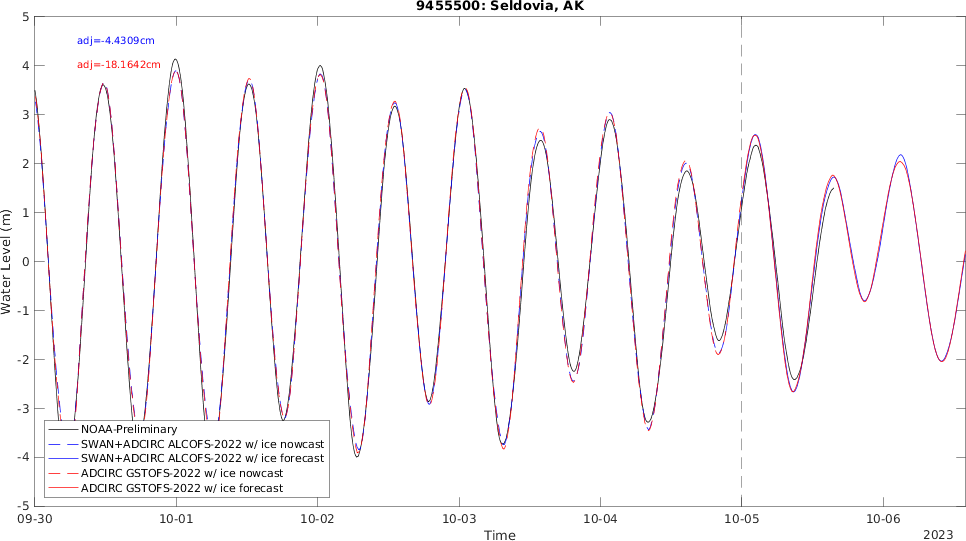 9455500: Seldovia, AK
5
adj=-4.4309cm
4
adj=-18.1642cm
3
2
1
0
-1
-2
-3
-4
-5
Water Level (m)
NOAA-Preliminary
SWAN+ADCIRC ALCOFS-2022 w/ ice nowcast
SWAN+ADCIRC ALCOFS-2022 w/ ice forecast
ADCIRC GSTOFS-2022 w/ ice nowcast
ADCIRC GSTOFS-2022 w/ ice forecast
09-30 10-01 10-02 10-03 10-04 10-05 10-06
Time
2023